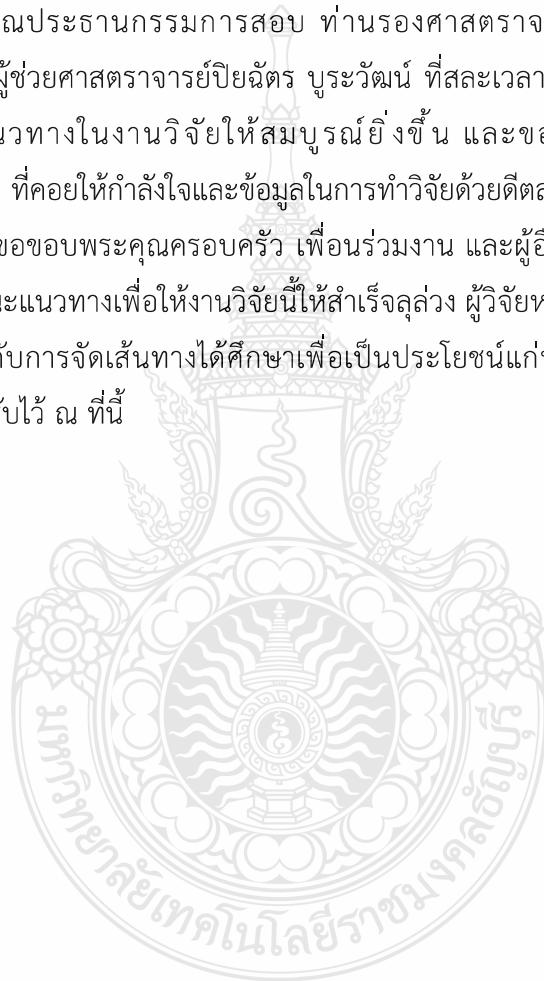 ณประธานกรรมการสอบ ท่านรองศาสตราจ
ผู้ช่วยศาสตราจารย์ปิยฉัตร บูระวัฒน์ ที่สละเวลา
นวทางในงานวิจัยให้สมบูรณ์ยิ่งขึ้น และขอ
ที่คอยให้กำลังใจและข้อมูลในการทำวิจัยด้วยดีตล
ขอขอบพระคุณครอบครัว เพื่อนร่วมงาน และผู้อื
นะแนวทางเพื่อให้งานวิจัยนี้ให้สำเร็จลุล่วง ผู้วิจัยห
กับการจัดเส้นทางได้ศึกษาเพื่อเป็นประโยชน์แก่
รับไว้ ณ ที่นี้
มหาวิทยาลัยเทคโนโลยีราชมงคลธัญบุรี